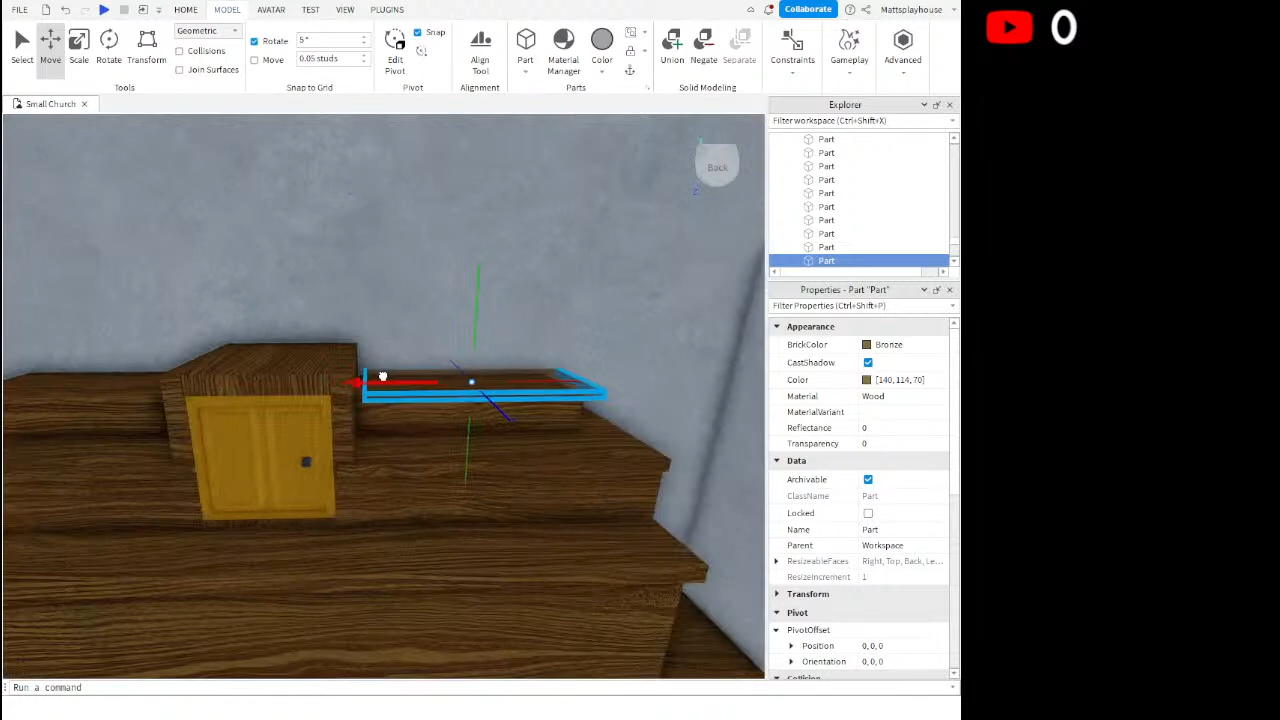 FILE HOME MODEL AVATAR TEST VIEW PLUGINS Collaborate Mattsplayhouse
Geometric
Collisions
Join Surfaces
Rotate 5°
Move 0.05 studs
Snap
Select Move Scale Rotate Transform
Edit Pivot
Align Tool
Part
Material Manager
Color
Union Negate Separate
Constraints Gameplay Advanced
Tools Snap to Grid Pivot Alignment Parts Solid Modeling
Small Church
Back
Explorer
Filter workspace (Ctrl+Shift+X)
Part
Part
Part
Part
Part
Part
Part
Part
Part
Part
Properties - Part "Part"
Filter Properties (Ctrl+Shift+P)
Appearance
BrickColor Bronze
CastShadow
Color [140, 114, 70]
Material Wood
MaterialVariant
Reflectance 0
Transparency 0
Data
Archivable
ClassName Part
Locked
Name Part
Parent Workspace
ResizeableFaces Right, Top, Back, Le...
ResizeIncrement 1
Transform
Pivot
PivotOffset
Position 0,0,0
Orientation 0,0,0
Collision
Run a command
0